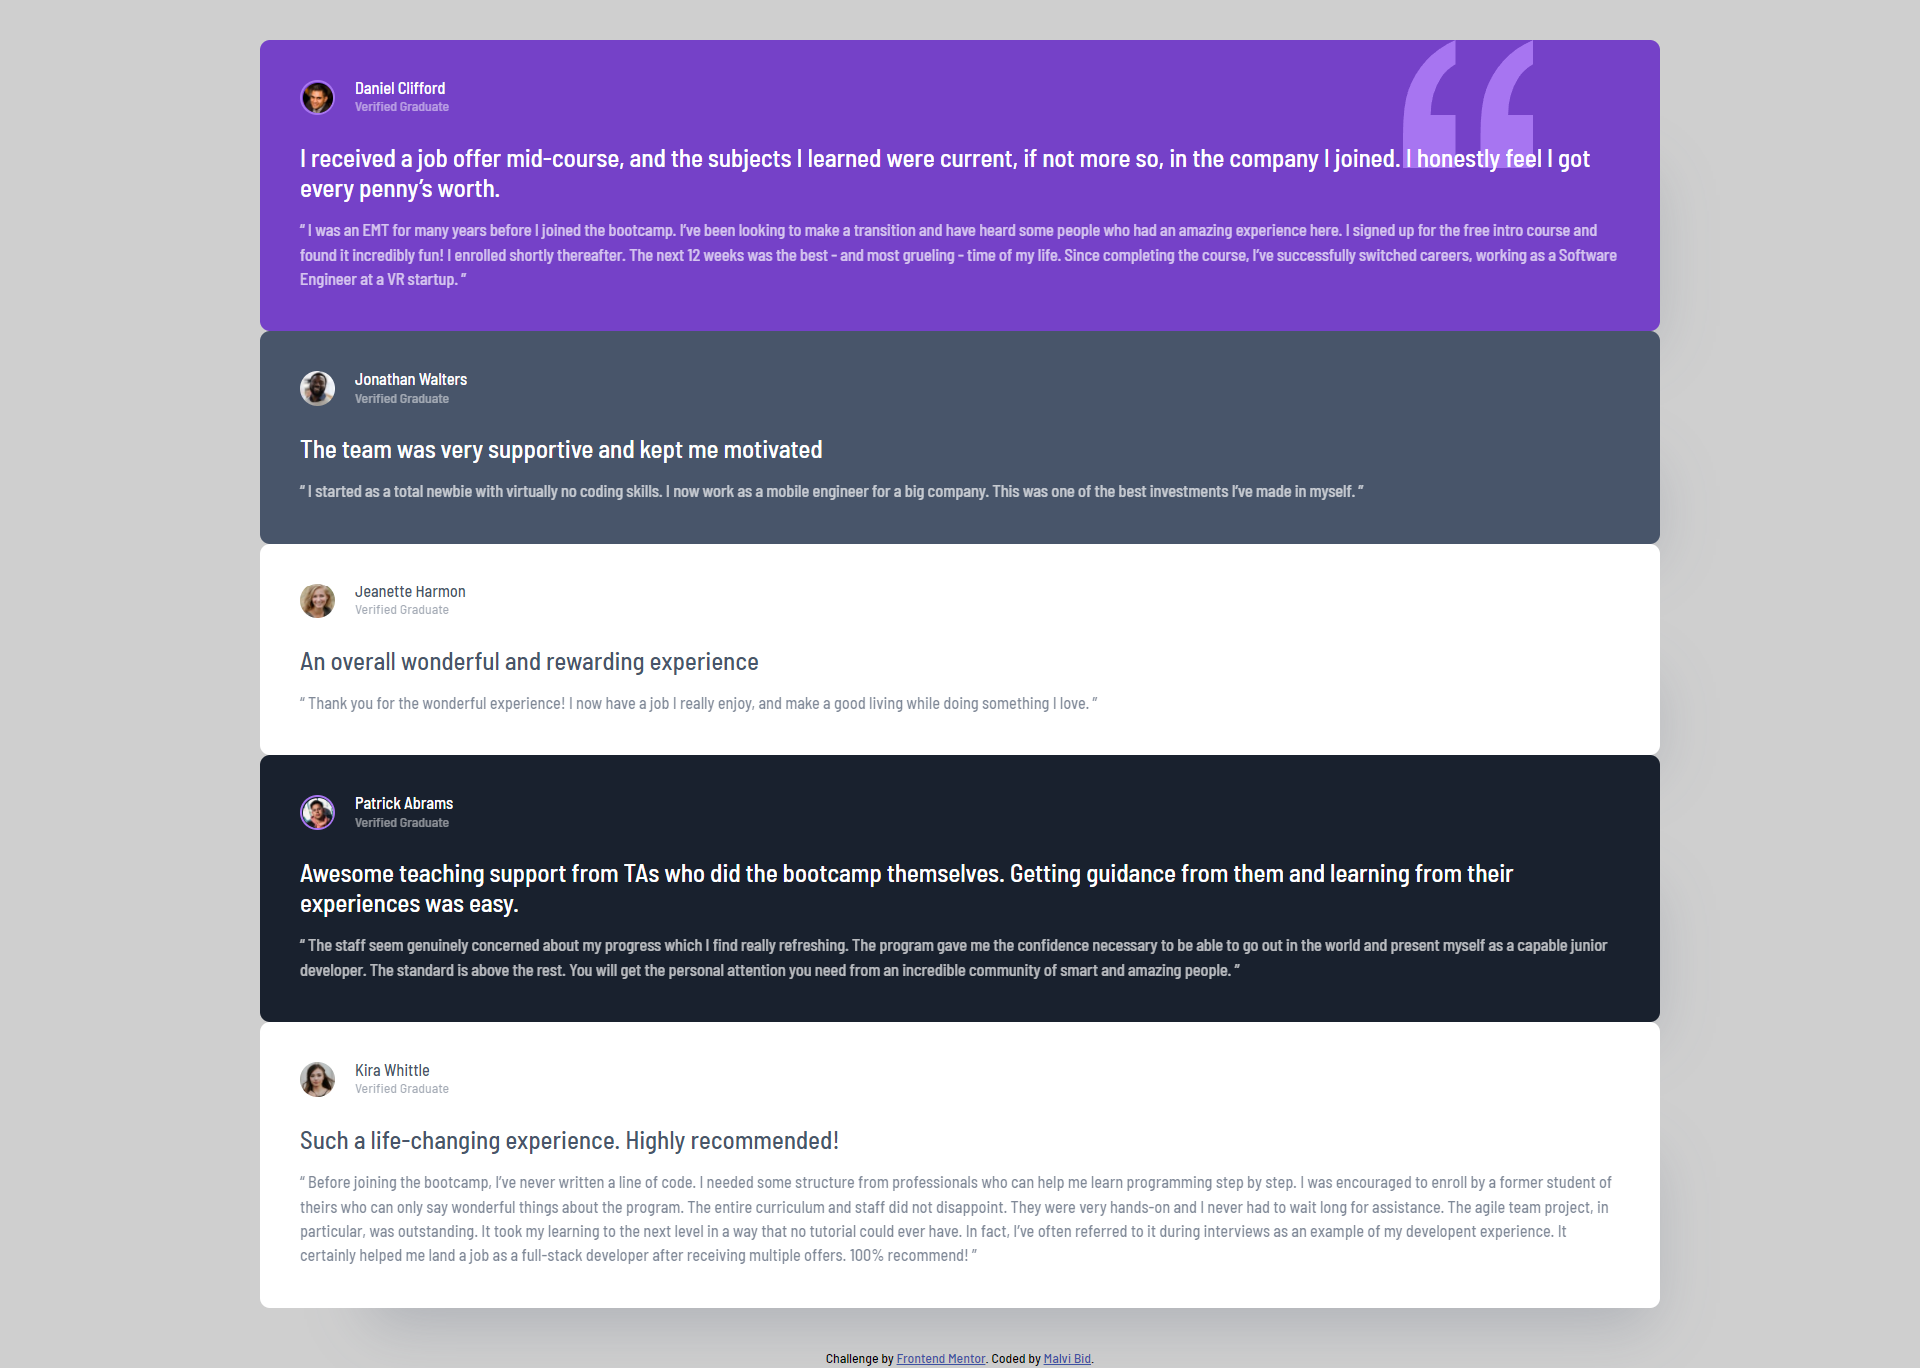 Daniel Clifford
Verified Graduate
I received a job offer mid-course, and the subjects I learned were current, if not more so, in the company I joined. I honestly feel I got
every penny’s worth.
“ I was an EMT for many years before I joined the bootcamp. I’ve been looking to make a transition and have heard some people who had an amazing experience here. I signed up for the free intro course and
found it incredibly fun! I enrolled shortly thereafter. The next 12 weeks was the best - and most grueling - time of my life. Since completing the course, I’ve successfully switched careers, working as a Software
Engineer at a VR startup. ”
Jonathan Walters
Verified Graduate
The team was very supportive and kept me motivated
“ I started as a total newbie with virtually no coding skills. I now work as a mobile engineer for a big company. This was one of the best investments I’ve made in myself. ”
Jeanette Harmon
Verified Graduate
An overall wonderful and rewarding experience
“ Thank you for the wonderful experience! I now have a job I really enjoy, and make a good living while doing something I love. ”
Patrick Abrams
Verified Graduate
Awesome teaching support from TAs who did the bootcamp themselves. Getting guidance from them and learning from their
experiences was easy.
“ The staff seem genuinely concerned about my progress which I find really refreshing. The program gave me the confidence necessary to be able to go out in the world and present myself as a capable junior
developer. The standard is above the rest. You will get the personal attention you need from an incredible community of smart and amazing people. ”
Kira Whittle
Verified Graduate
Such a life-changing experience. Highly recommended!
“ Before joining the bootcamp, I’ve never written a line of code. I needed some structure from professionals who can help me learn programming step by step. I was encouraged to enroll by a former student of
theirs who can only say wonderful things about the program. The entire curriculum and staff did not disappoint. They were very hands-on and I never had to wait long for assistance. The agile team project, in
particular, was outstanding. It took my learning to the next level in a way that no tutorial could ever have. In fact, I’ve often referred to it during interviews as an example of my developent experience. It
certainly helped me land a job as a full-stack developer after receiving multiple offers. 100% recommend! ”
Challenge by Frontend Mentor. Coded by Malvi Bid.